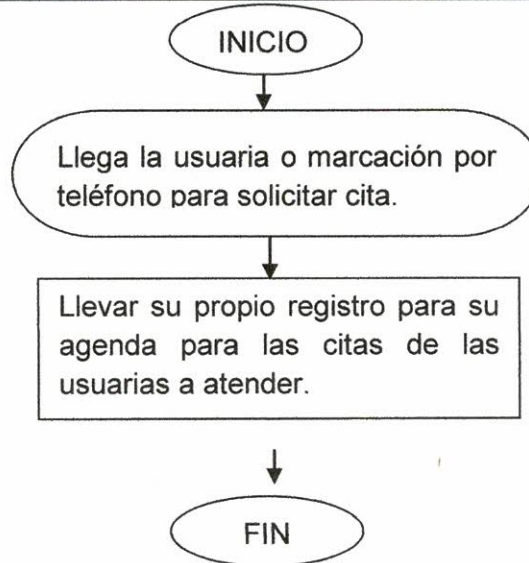 INICIO
Llega la usuaria o marcación por
teléfono para solicitar cita.
Llevar su propio registro para su
agenda para las citas de las
usuarias a atender.
FIN